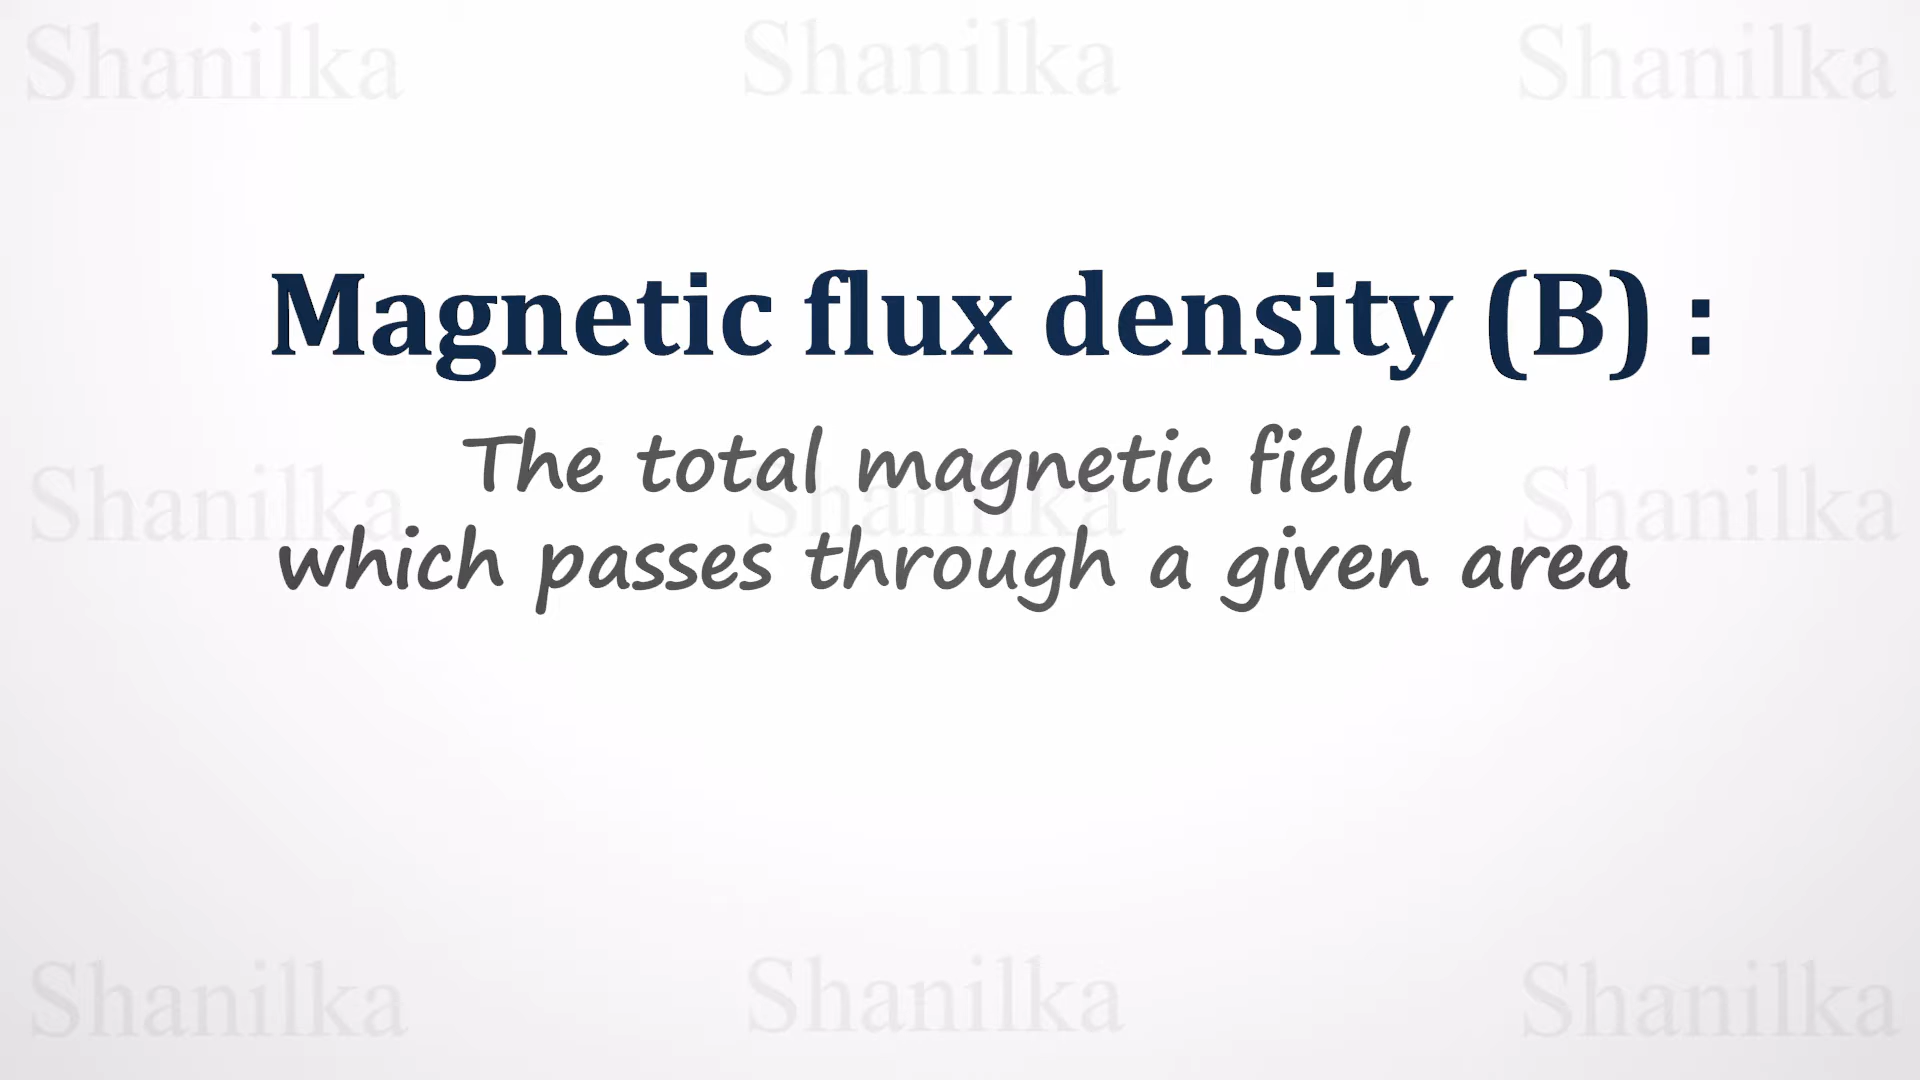 Shanilka Shanilka Shanilka
Magnetic flux density (B) :
The total magnetic field
Shanilka Shanilka Shanilka
which passes through a given area
Shanilka Shanilka Shanilka